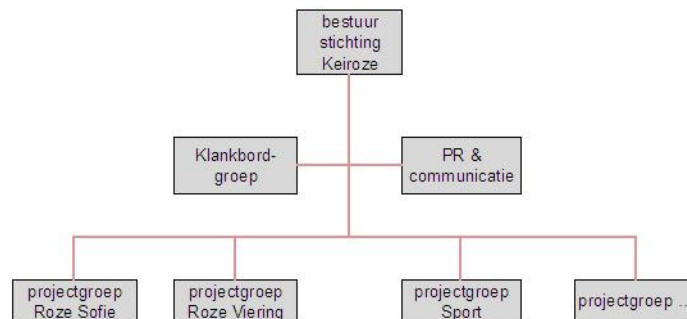 bestuur
stichting
Keiroze
Klankbord-
groep
PR &
communicatie
projectgroep
Roze Sofie
projectgroep
Roze Viering
projectgroep
Sport
projectgroep ...